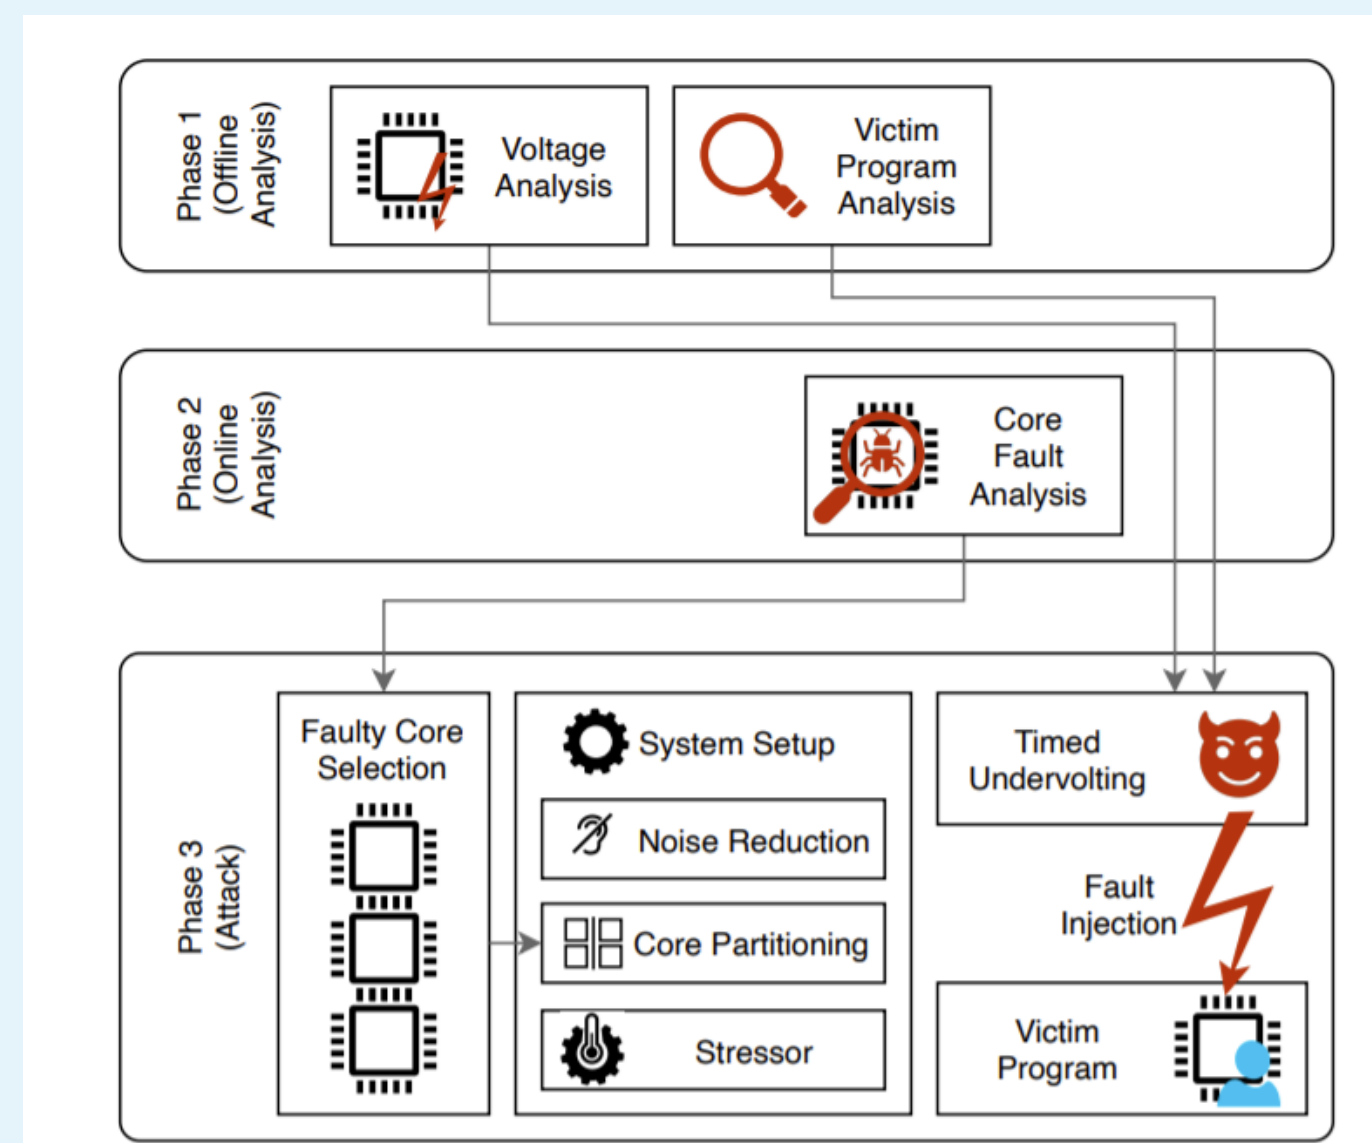 Phase 1
(Offline
Analysis)
Voltage
Analysis
Victim
Program
Analysis
Phase 2
(Online
Analysis)
Core
Fault
Analysis
Phase 3
(Attack)
Faulty Core
Selection
System Setup
Noise Reduction
Core Partitioning
Stressor
Timed
Undervolting
Fault
Injection
Victim
Program